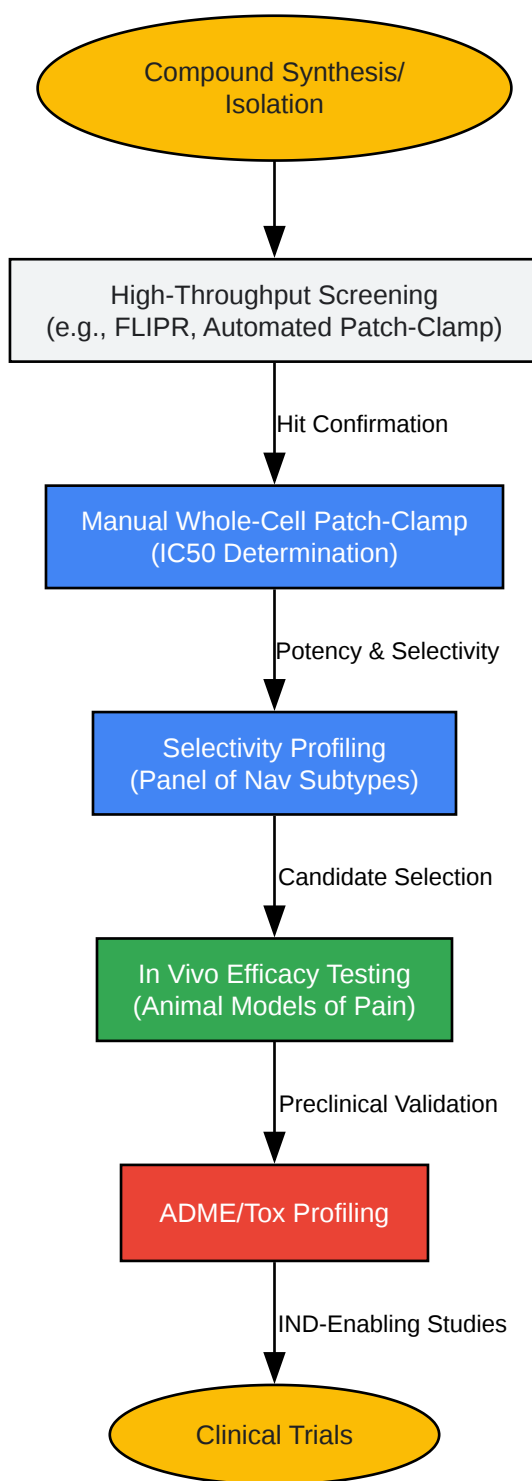 Compound Synthesis/
Isolation
High-Throughput Screening
(e.g., FLIPR, Automated Patch-Clamp)
Hit Confirmation
Manual Whole-Cell Patch-Clamp
(IC50 Determination)
Potency & Selectivity
Selectivity Profiling
(Panel of Nav Subtypes)
Candidate Selection
In Vivo Efficacy Testing
(Animal Models of Pain)
Preclinical Validation
ADME/Tox Profiling
IND-Enabling Studies
Clinical Trials